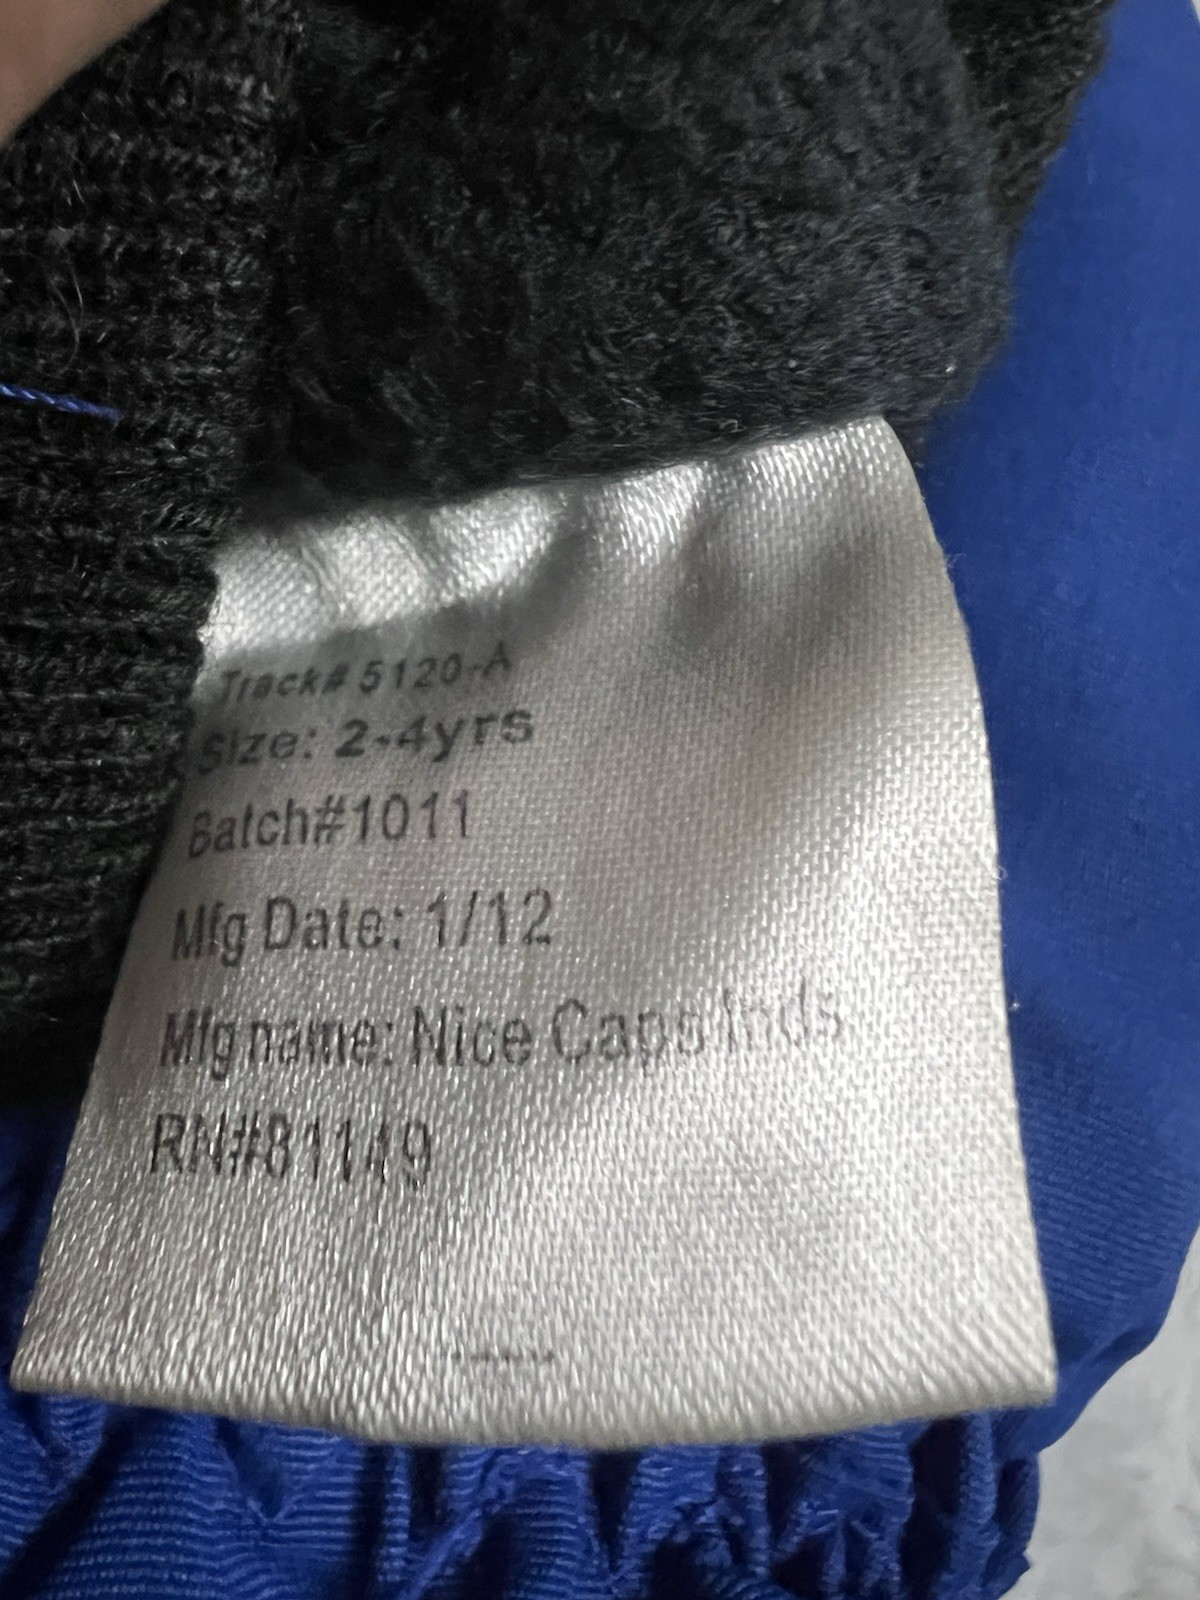 Track# 5120-A
Size: 2-4yrs
Batch#1011
Mfg Date: 1/12
Mfg name: Nice Caps Inds
RN#81149